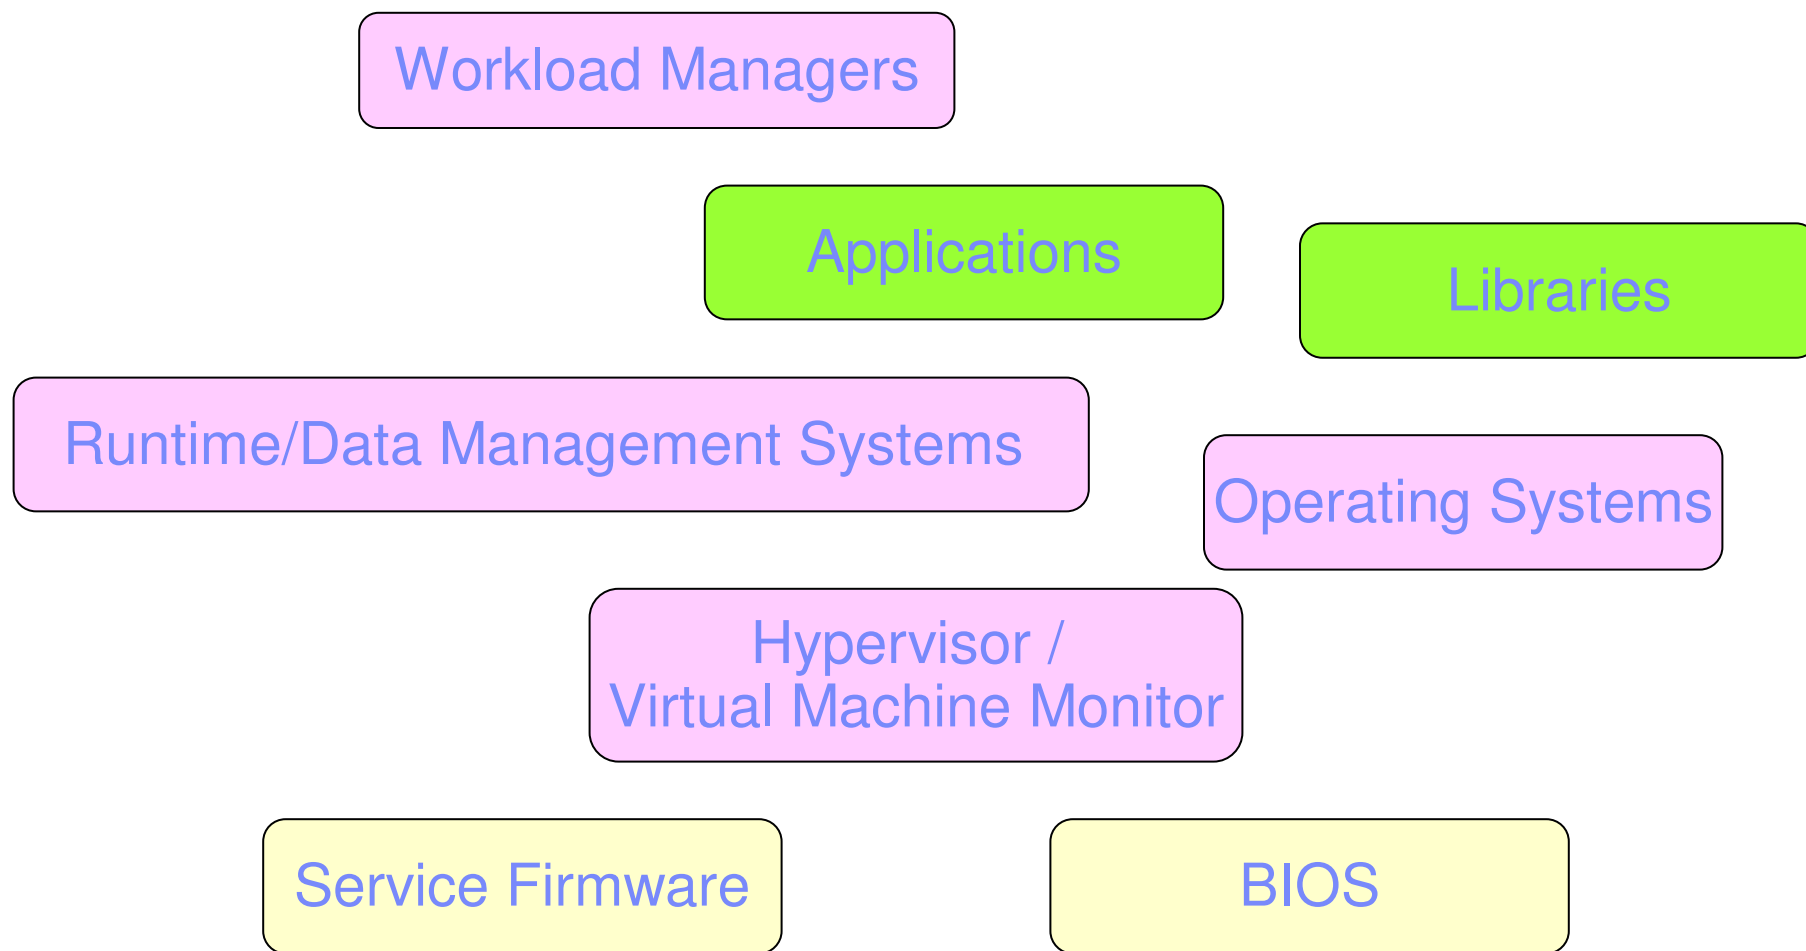 Workload Managers
Applications
Libraries
Runtime/Data Management Systems
Operating Systems
Hypervisor /
Virtual Machine Monitor
Service Firmware
BIOS